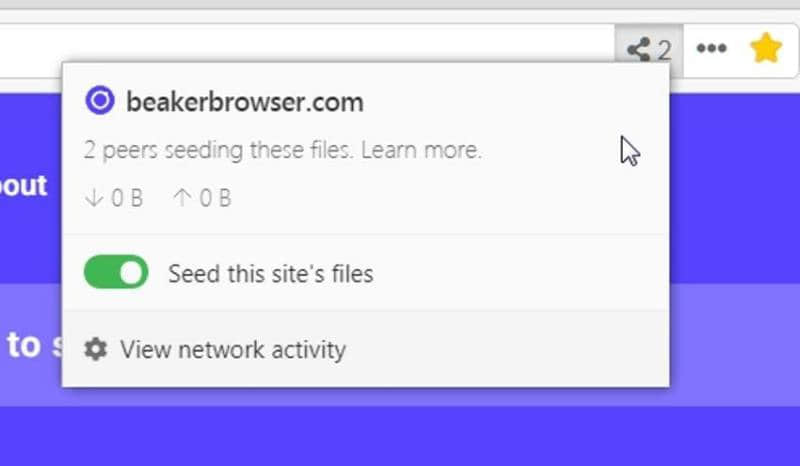 2
beakerbrowser.com
2 peers seeding these files. Learn more.
↓ 0 B ↑ 0 B
Seed this site's files
to
View network activity